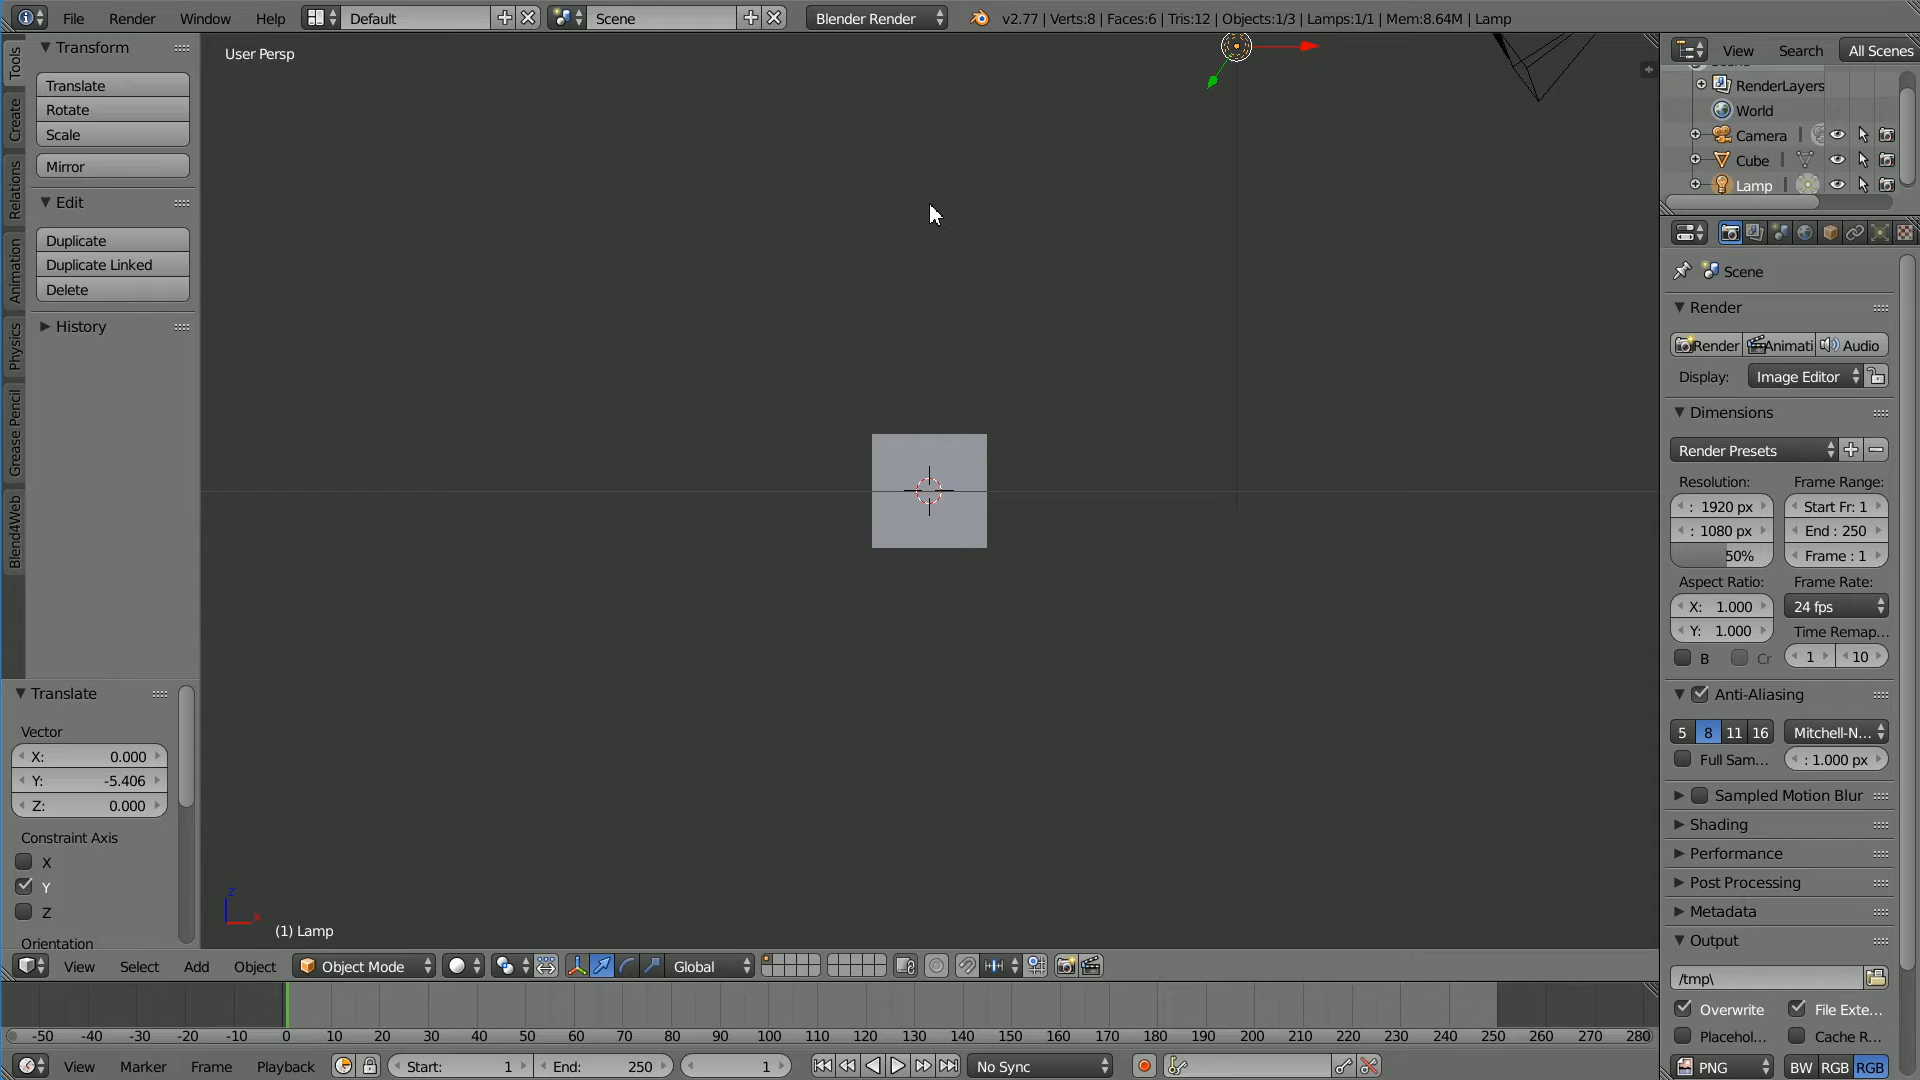 File Render Window Help Default Scene Blender Render v2.77 | Verts:8 | Faces:6 | Tris:12 | Objects:1/3 | Lamps:1/1 | Mem:8.64M | Lamp
Tools
Create
Relations
Animation
Physics
Grease Pencil
Blend4Web
Transform
Translate
Rotate
Scale
Mirror
Edit
Duplicate
Duplicate Linked
Delete
History
Translate
Vector
X: 0.000
Y: -5.406
Z: 0.000
Constraint Axis
X
Y
Z
Orientation
User Persp
z
x
(1) Lamp
View Select Add Object Object Mode Global
-50 -40 -30 -20 -10 0 10 20 30 40 50 60 70 80 90 100 110 120 130 140 150 160 170 180 190 200 210 220 230 240 250 260 270 280
View Marker Frame Playback Start: 1 End: 250 1 No Sync
View Search All Scenes
RenderLayers
World
Camera
Cube
Lamp
Scene
Render
Render Animati Audio
Display: Image Editor
Dimensions
Render Presets
Resolution: Frame Range:
: 1920 px Start Fr: 1
: 1080 px End : 250
50% Frame : 1
Aspect Ratio: Frame Rate:
X: 1.000 24 fps
Y: 1.000 Time Remap...
B Cr 1 10
Anti-Aliasing
5 8 11 16 Mitchell-N...
Full Sam... : 1.000 px
Sampled Motion Blur
Shading
Performance
Post Processing
Metadata
Output
/tmp\
Overwrite File Exte...
Placehol... Cache R...
PNG BW RGB RGB